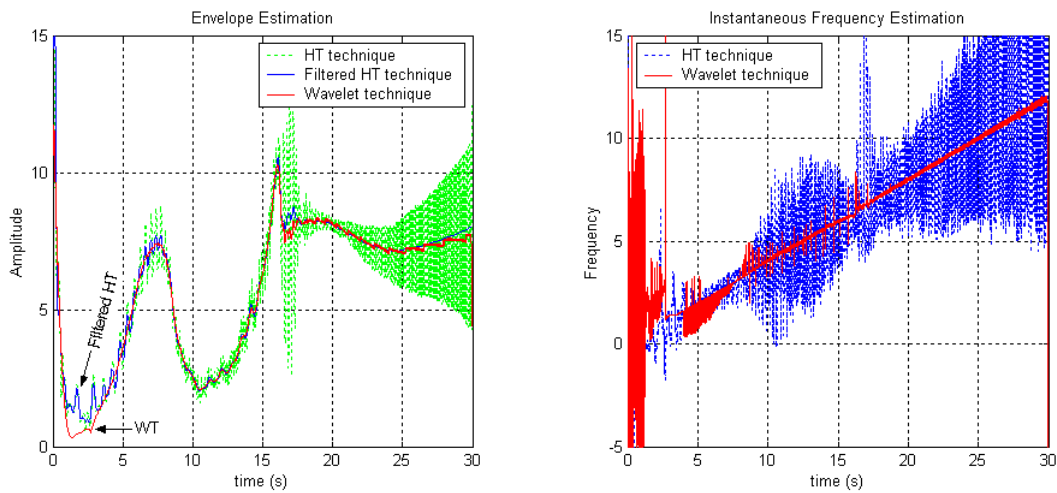 Envelope Estimation
15
10
5
0
0
5
10
15
20
25
30
Amplitude
time (s)
HT technique
Filtered HT technique
Wavelet technique
Filtered HT
WT
Instantaneous Frequency Estimation
15
10
5
0
-5
0
5
10
15
20
25
30
Frequency
time (s)
HT technique
Wavelet technique